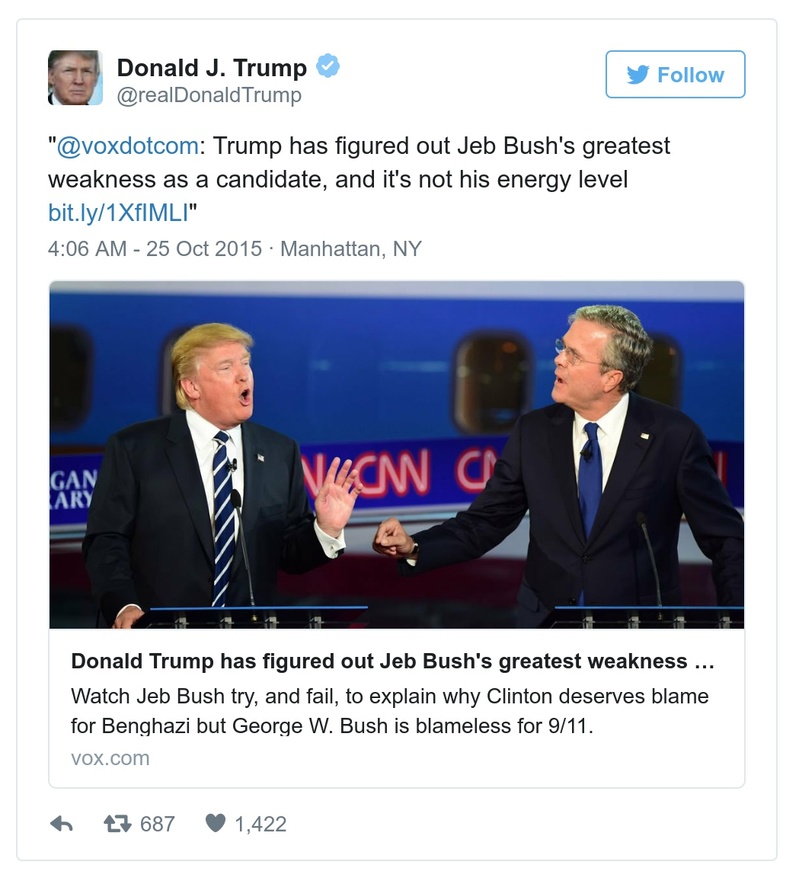 Donald J. Trump
@realDonaldTrump
Follow
"@voxdotcom: Trump has figured out Jeb Bush's greatest
weakness as a candidate, and it's not his energy level
bit.ly/1XfIMLI"
4:06 AM - 25 Oct 2015 · Manhattan, NY
GAN
RARY
N CNN CN
Donald Trump has figured out Jeb Bush's greatest weakness ...
Watch Jeb Bush try, and fail, to explain why Clinton deserves blame
for Benghazi but George W. Bush is blameless for 9/11.
vox.com
687 1,422